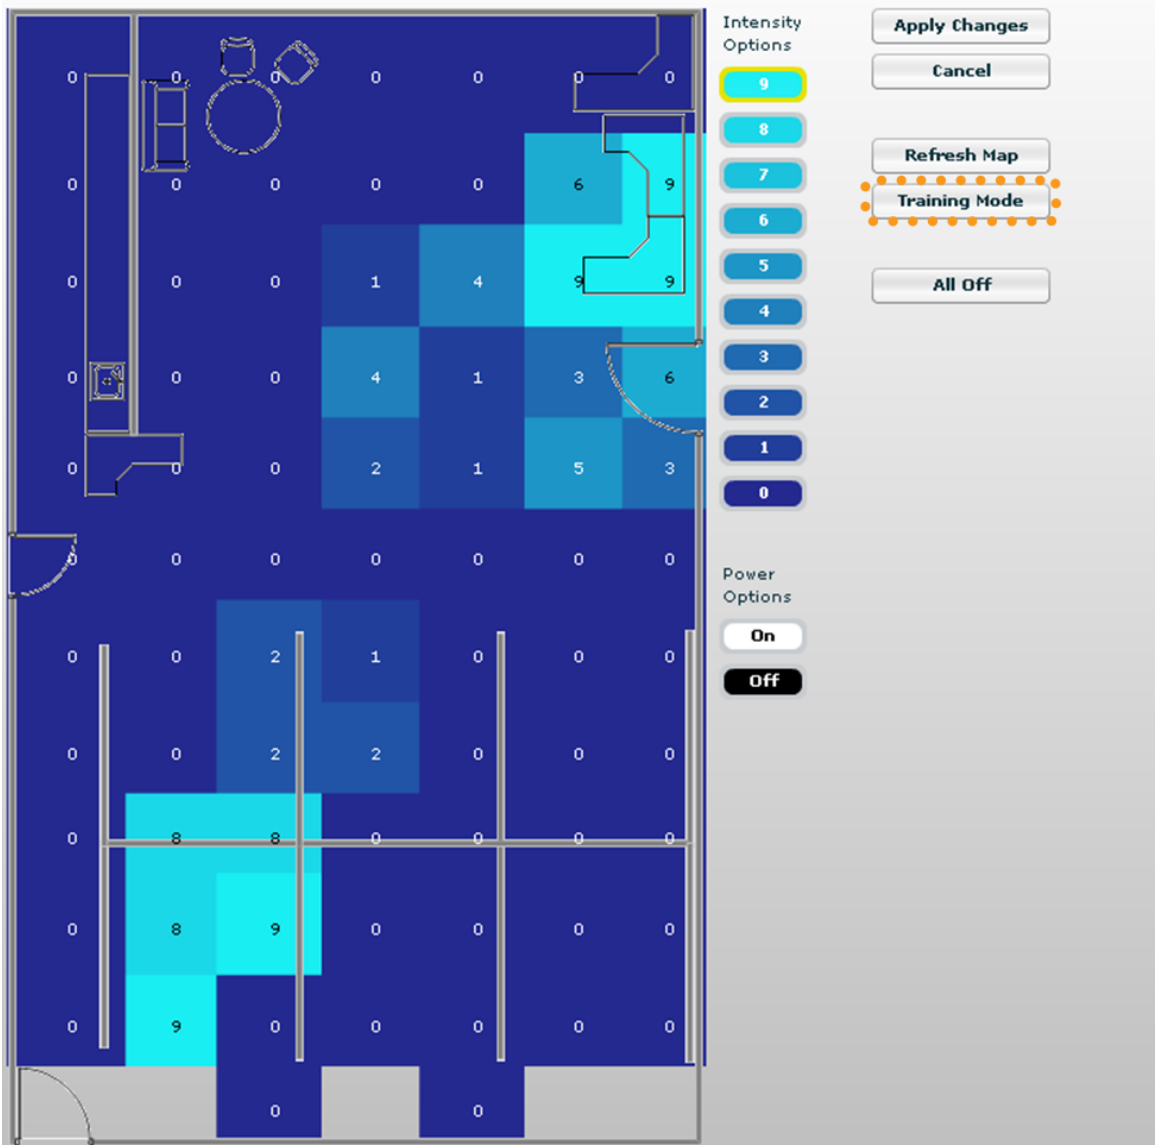 Intensity
Options
9
8
7
6
5
4
3
2
1
0
Power
Options
On
Off
Apply Changes
Cancel
Refresh Map
Training Mode
All Off
0 0 0 0 0 0 0
0 0 0 0 0 6 9
0 0 0 1 4 9 9
0 0 0 4 1 3 6
0 0 0 2 1 5 3
0 0 0 0 0 0 0
0 0 2 1 0 0 0
0 0 2 2 0 0 0
0 8 8 0 0 0 0
0 8 9 0 0 0 0
0 9 0 0 0 0 0
0 0